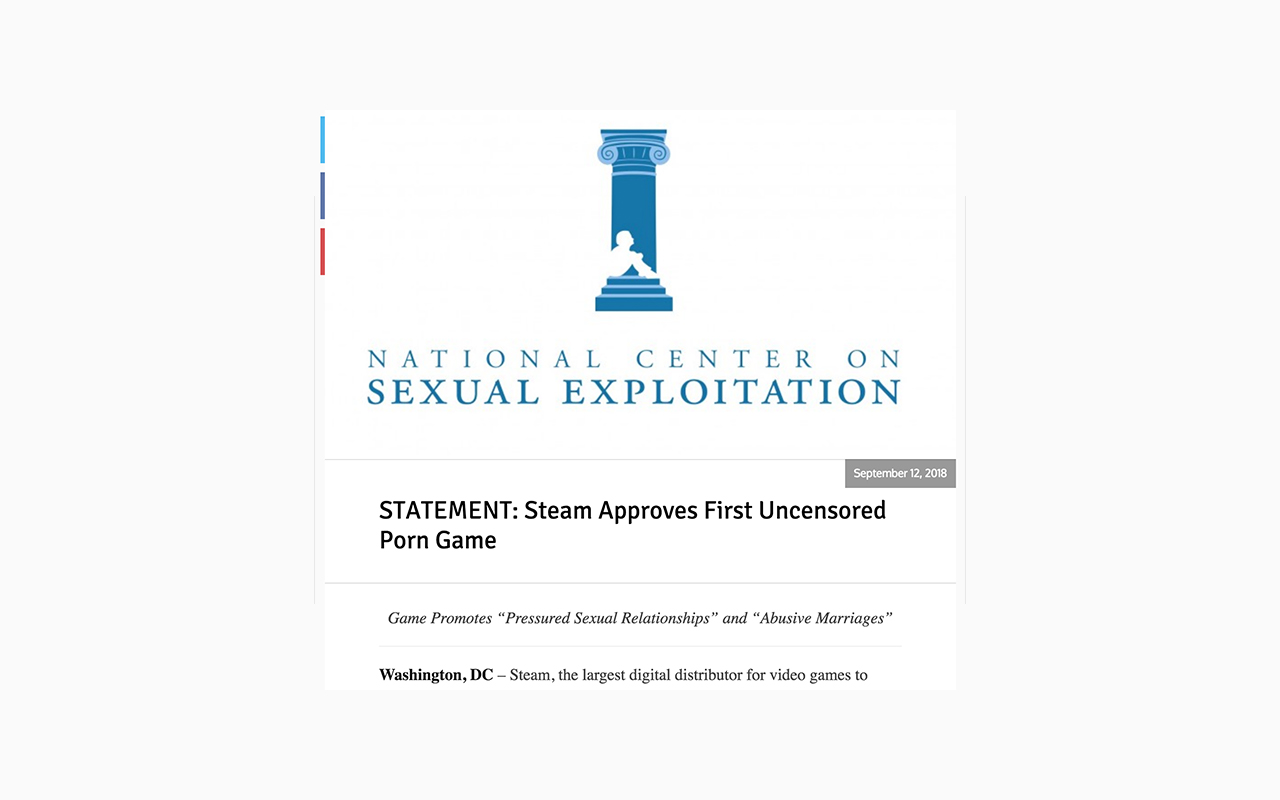 NATIONAL CENTER ON
SEXUAL EXPLOITATION
September 12, 2018
STATEMENT: Steam Approves First Uncensored
Porn Game
Game Promotes “Pressured Sexual Relationships” and “Abusive Marriages”
Washington, DC – Steam, the largest digital distributor for video games to